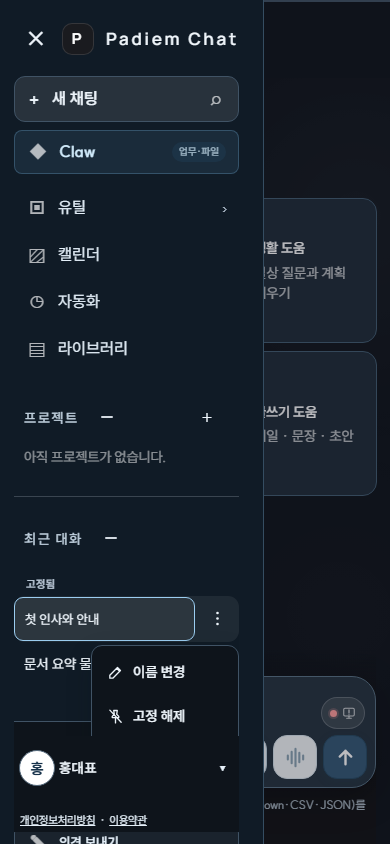 P Padiem Chat
+ 새 채팅
Claw 업무·파일
유틸
캘린더
자동화
라이브러리
프로젝트
아직 프로젝트가 없습니다.
최근 대화
고정됨
첫 인사와 안내
문서 요약
이름 변경
고정 해제
홍 홍대표
개인정보처리방침 · 이용약관
의견 보내기
도움
질문과 계획
우기
쓰기 도움
일 · 문장 · 초안
own·CSV·JSON)를